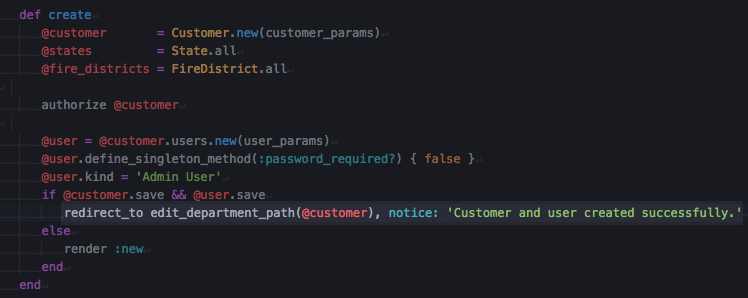 def create
@customer       = Customer.new(customer_params)
@states         = State.all
@fire_districts = FireDistrict.all
authorize @customer
@user = @customer.users.new(user_params)
@user.define_singleton_method(:password_required?) { false }
@user.kind = 'Admin User'
if @customer.save && @user.save
redirect_to edit_department_path(@customer), notice: 'Customer and user created successfully.'
else
render :new
end
end